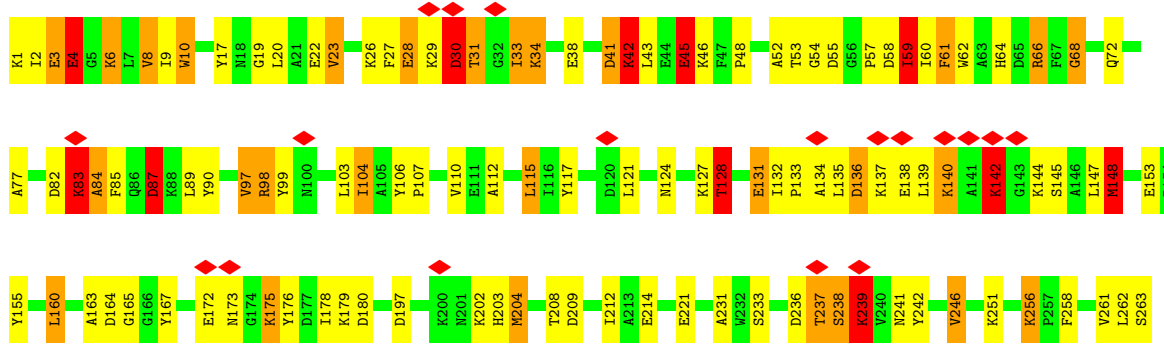 K1 I2 E3 E4 G5 K6 L7 V8 I9 W10 Y17 N18 G19 L20 A21 E22 V23 K26 F27 E28 K29 D30 T31 G32 I33 K34 E38 D41 K42 L43 E44 E45 K46 F47 P48 A52 T53 G54 D55 G56 P57 D58 I59 I60 F61 W62 A63 H64 D65 R66 F67 G68 Q72
A77 D82 K83 A84 F85 Q86 D87 K88 L89 Y90 V97 R98 Y99 N100 L103 I104 A105 Y106 P107 V110 E111 A112 L115 I116 Y117 D120 L121 N124 K127 T128 E131 I132 P133 A134 L135 D136 K137 E138 L139 K140 A141 K142 G143 K144 S145 A146 L147 M148 E153
Y155 L160 A163 D164 G165 G166 Y167 E172 N173 G174 K175 Y176 D177 I178 K179 D180 D197 K200 N201 K202 H203 M204 T208 D209 I212 A213 E214 E221 A231 W232 S233 D236 T237 S238 K239 V240 N241 Y242 V246 K251 K256 P257 F258 V261 L262 S263